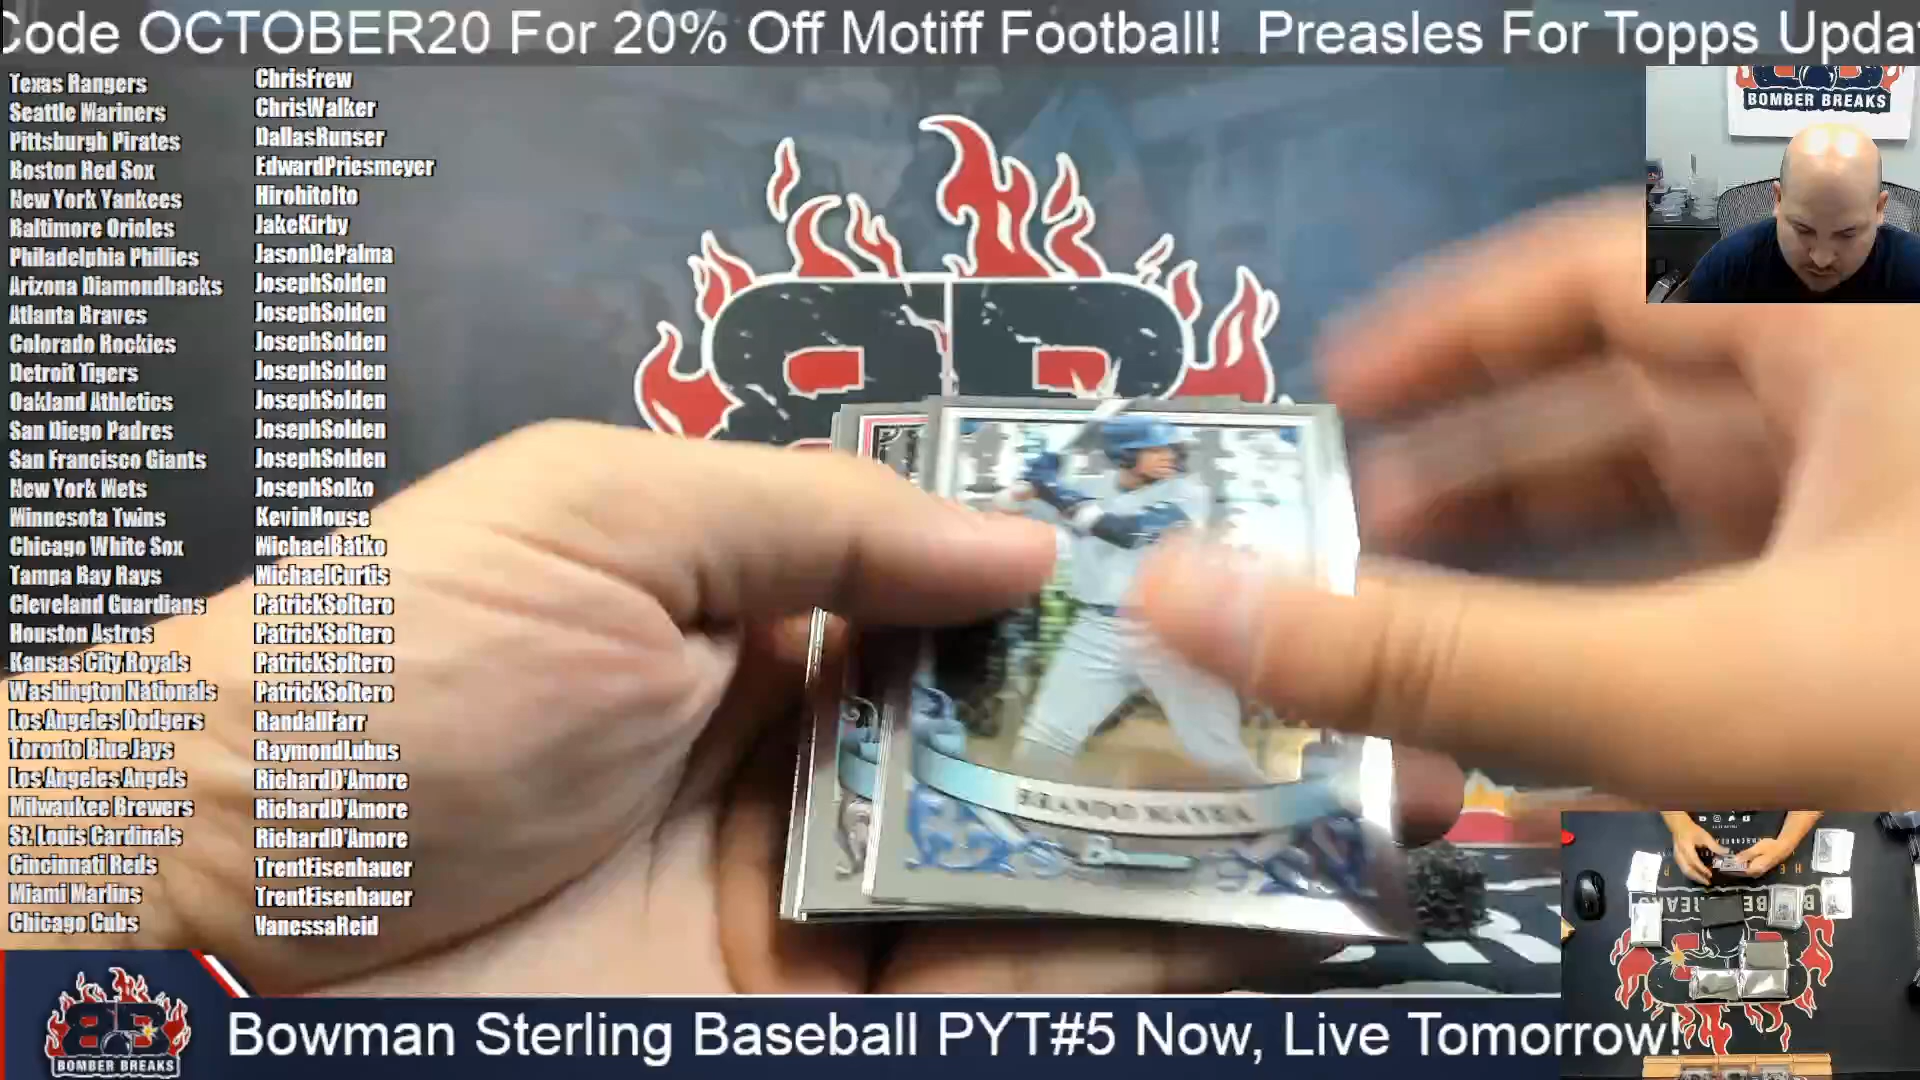 Code OCTOBER20 For 20% Off Motiff Football! Preasles For Topps Upda
Texas Rangers ChrisFrew
Seattle Mariners ChrisWalker
Pittsburgh Pirates DallasRunser
Boston Red Sox EdwardPriesmeyer
New York Yankees HirohitoIto
Baltimore Orioles JakeKirby
Philadelphia Phillies JasonDePalma
Arizona Diamondbacks JosephSolden
Atlanta Braves JosephSolden
Colorado Rockies JosephSolden
Detroit Tigers JosephSolden
Oakland Athletics JosephSolden
San Diego Padres JosephSolden
San Francisco Giants JosephSolden
New York Mets JosephSolko
Minnesota Twins KevinHouse
Chicago White Sox MichaelBatko
Tampa Bay Rays MichaelCurtis
Cleveland Guardians PatrickSoltero
Houston Astros PatrickSoltero
Kansas City Royals PatrickSoltero
Washington Nationals PatrickSoltero
Los Angeles Dodgers RandallFarr
Toronto Blue Jays RaymondLubus
Los Angeles Angels RichardD'Amore
Milwaukee Brewers RichardD'Amore
St. Louis Cardinals RichardD'Amore
Cincinnati Reds TrentEisenhauer
Miami Marlins TrentEisenhauer
Chicago Cubs VanessaReid
BOMBER BREAKS
BRANDO MAYEA
BOMBER BREAKS
Bowman Sterling Baseball PYT#5 Now, Live Tomorrow!